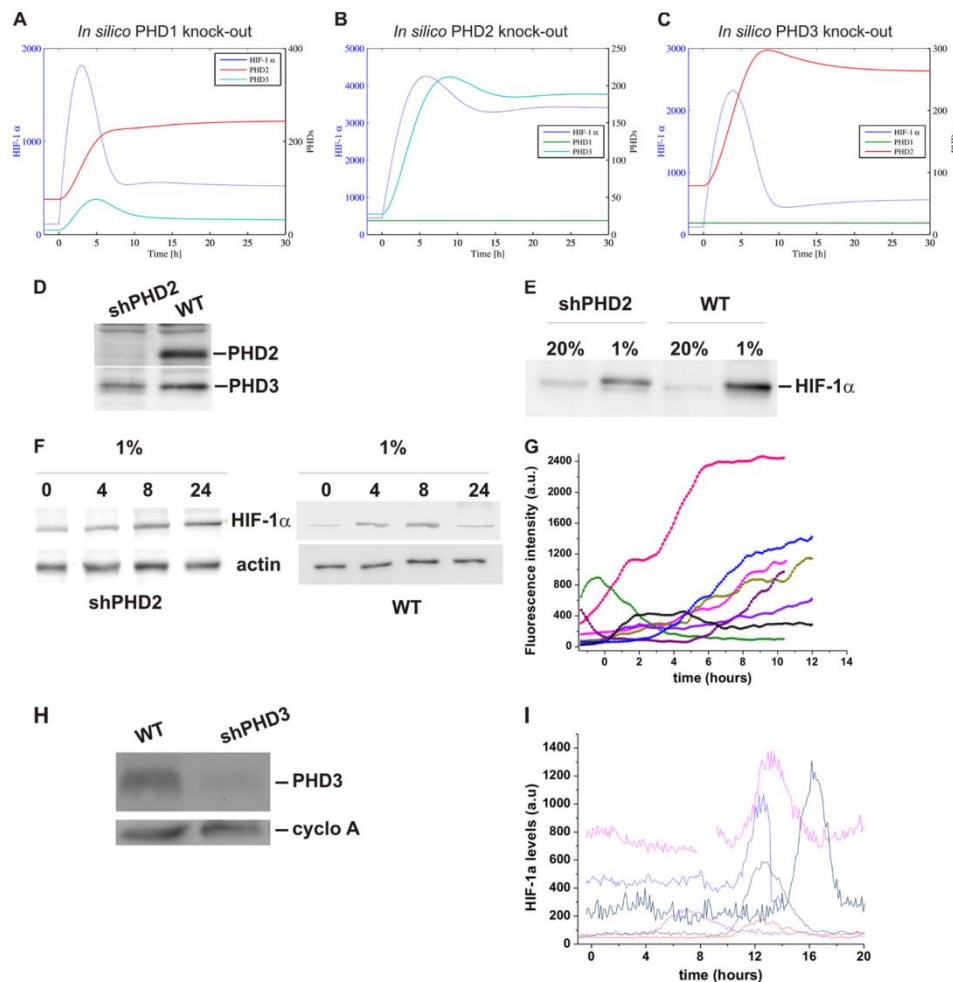 A
In silico PHD1 knock-out
2000
1000
0
HIF-1 α
400
200
0
PHDs
HIF-1 α
PHD2
PHD3
0 5 10 15 20 25 30
Time [h]
B
In silico PHD2 knock-out
5000
4000
3000
2000
1000
0
HIF-1 α
250
200
150
100
50
0
PHDs
HIF-1 α
PHD1
PHD3
0 5 10 15 20 25 30
Time [h]
C
In silico PHD3 knock-out
3000
2000
1000
0
HIF-1 α
300
200
100
0
PHDs
HIF-1 α
PHD1
PHD2
0 5 10 15 20 25 30
Time [h]
D
shPHD2 WT
PHD2
PHD3
E
shPHD2 WT
20% 1% 20% 1%
HIF-1α
F
1% 1%
0 4 8 24 0 4 8 24
HIF-1α
actin
shPHD2 WT
G
Fluorescence intensity (a.u.)
2400
2000
1600
1200
800
400
0
0 2 4 6 8 10 12 14
time (hours)
H
WT shPHD3
PHD3
cyclo A
I
HIF-1a levels (a.u)
1400
1200
1000
800
600
400
200
0
0 4 8 12 16 20
time (hours)